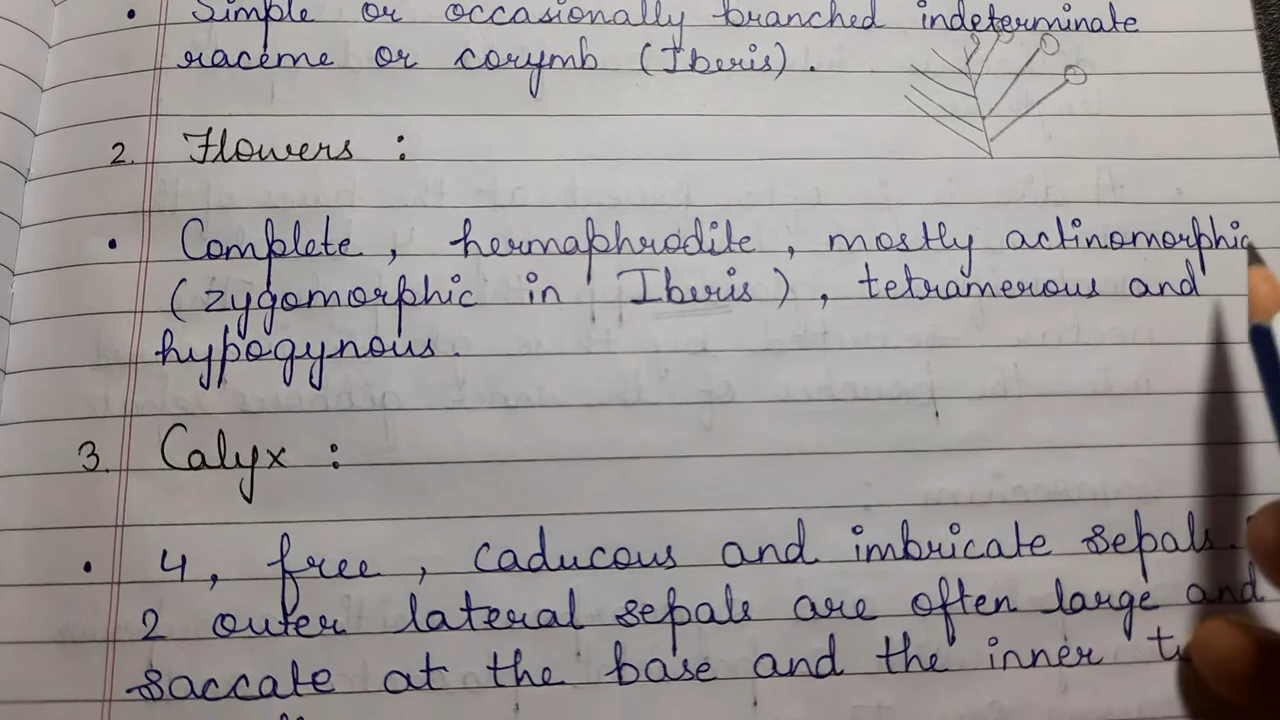 • Simple or occasionally branched indeterminate
raceme or corymb (Iberis).
2. Flowers :
• Complete, hermaphrodite, mostly actinomorphic
(zygomorphic in Iberis), tetramerous and
hypogynous.
3. Calyx :
• 4, free, caducous and imbricate sepals.
2 outer lateral sepals are often large and
saccate at the base and the inner